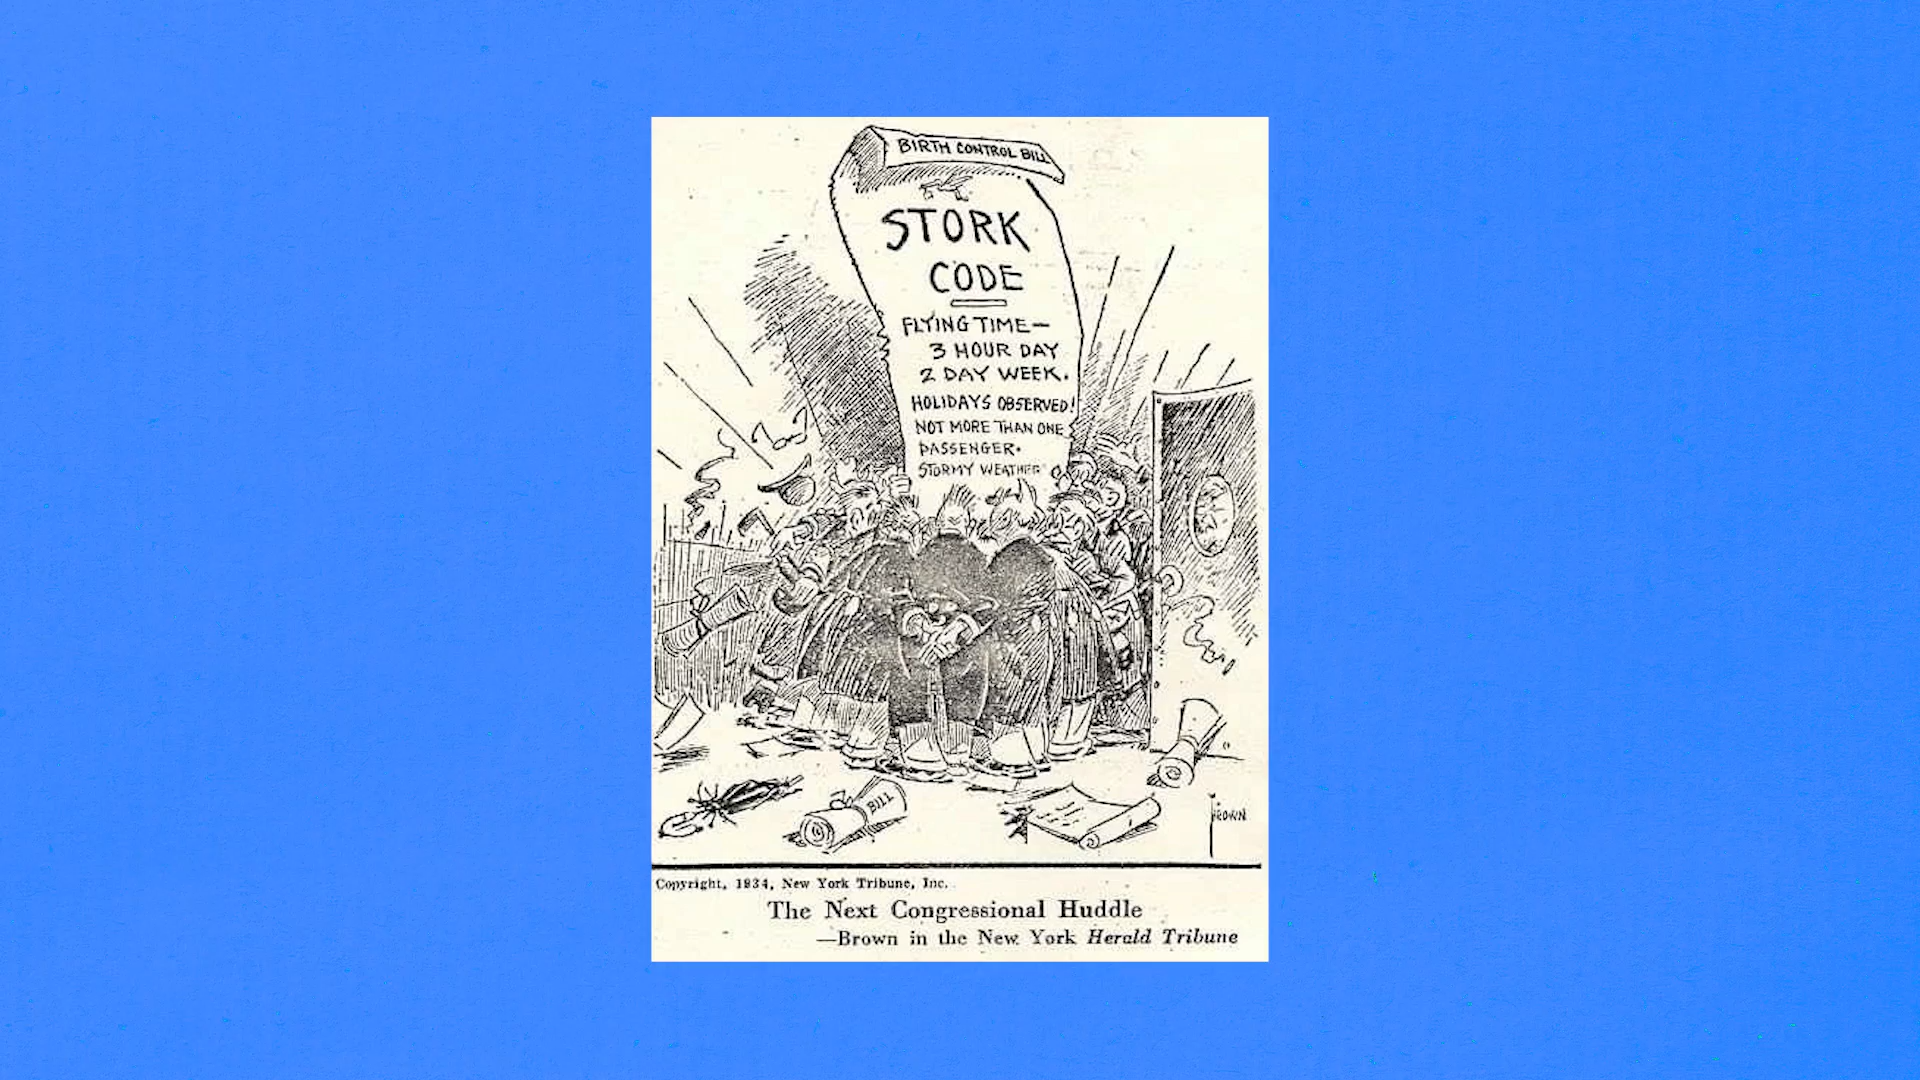 BIRTH CONTROL BILL
STORK
CODE
FLYING TIME—
3 HOUR DAY
2 DAY WEEK.
HOLIDAYS OBSERVED!
NOT MORE THAN ONE
PASSENGER.
STORMY WEATHER
BILL
BROWN
Copyright, 1934, New York Tribune, Inc.
The Next Congressional Huddle
—Brown in the New York Herald Tribune